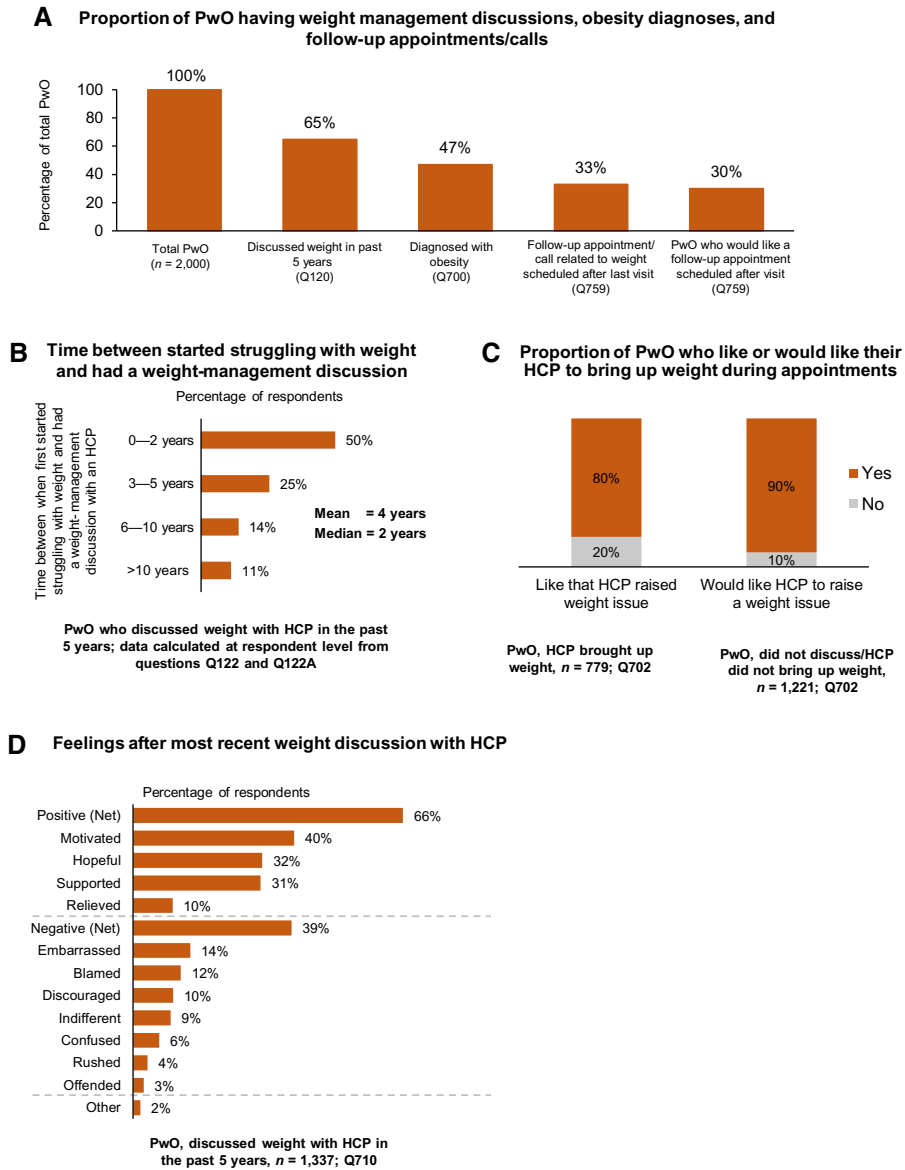 A Proportion of PwO having weight management discussions, obesity diagnoses, and
follow-up appointments/calls
Percentage of total PwO
100
80
60
40
20
0
100%
65%
47%
33%
30%
Total PwO
(n = 2,000)
Discussed weight in past
5 years
(Q120)
Diagnosed with
obesity
(Q700)
Follow-up appointment/
call related to weight
scheduled after last visit
(Q759)
PwO who would like a
follow-up appointment
scheduled after visit
(Q759)
B Time between started struggling with weight
and had a weight-management discussion
Percentage of respondents
Time between when first started
struggling with weight and had
a weight- management
discussion with an HCP
0—2 years 50%
3—5 years 25%
6—10 years 14%
>10 years 11%
Mean = 4 years
Median = 2 years
PwO who discussed weight with HCP in the past
5 years; data calculated at respondent level from
questions Q122 and Q122A
C Proportion of PwO who like or would like their
HCP to bring up weight during appointments
80%
20%
90%
10%
Yes
No
Like that HCP raised
weight issue
Would like HCP to raise
a weight issue
PwO, HCP brought up
weight, n = 779; Q702
PwO, did not discuss/HCP
did not bring up weight,
n = 1,221; Q702
D Feelings after most recent weight discussion with HCP
Percentage of respondents
Positive (Net) 66%
Motivated 40%
Hopeful 32%
Supported 31%
Relieved 10%
Negative (Net) 39%
Embarrassed 14%
Blamed 12%
Discouraged 10%
Indifferent 9%
Confused 6%
Rushed 4%
Offended 3%
Other 2%
PwO, discussed weight with HCP in
the past 5 years, n = 1,337; Q710